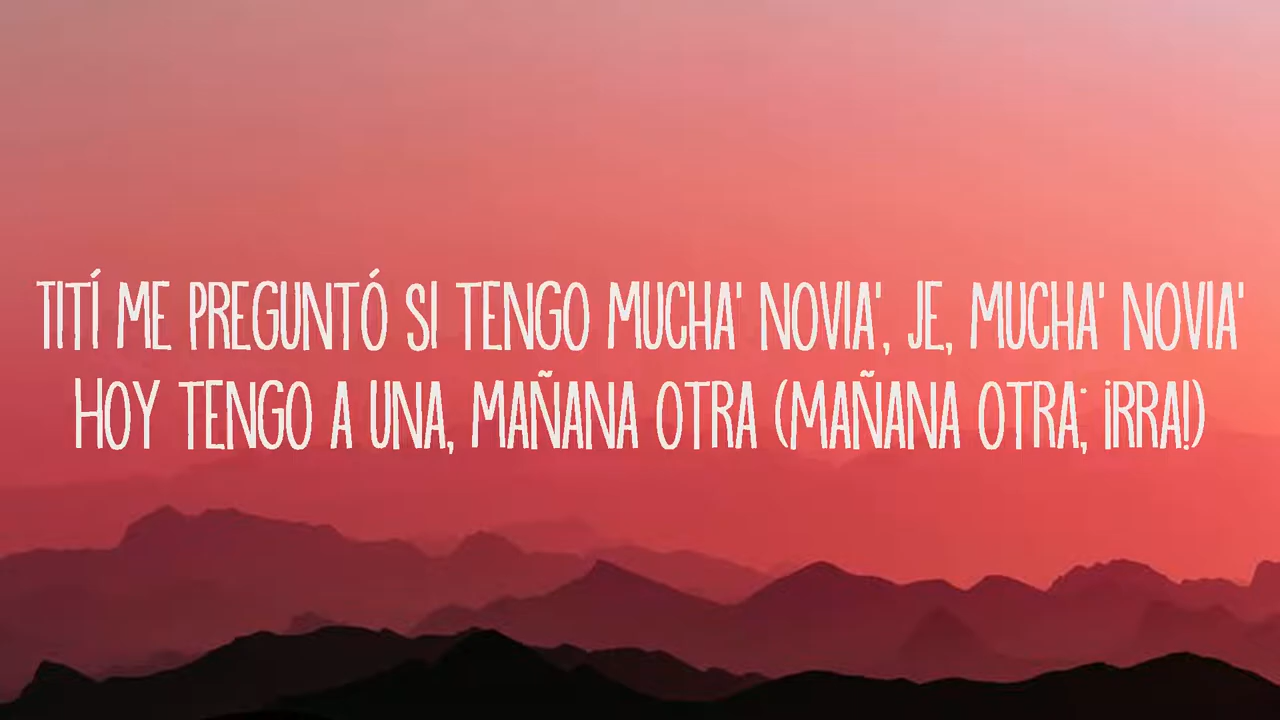 TITÍ ME PREGUNTÓ SI TENGO MUCHA' NOVIA', JE, MUCHA' NOVIA'
HOY TENGO A UNA, MAÑANA OTRA (MAÑANA OTRA; ¡RRA!)